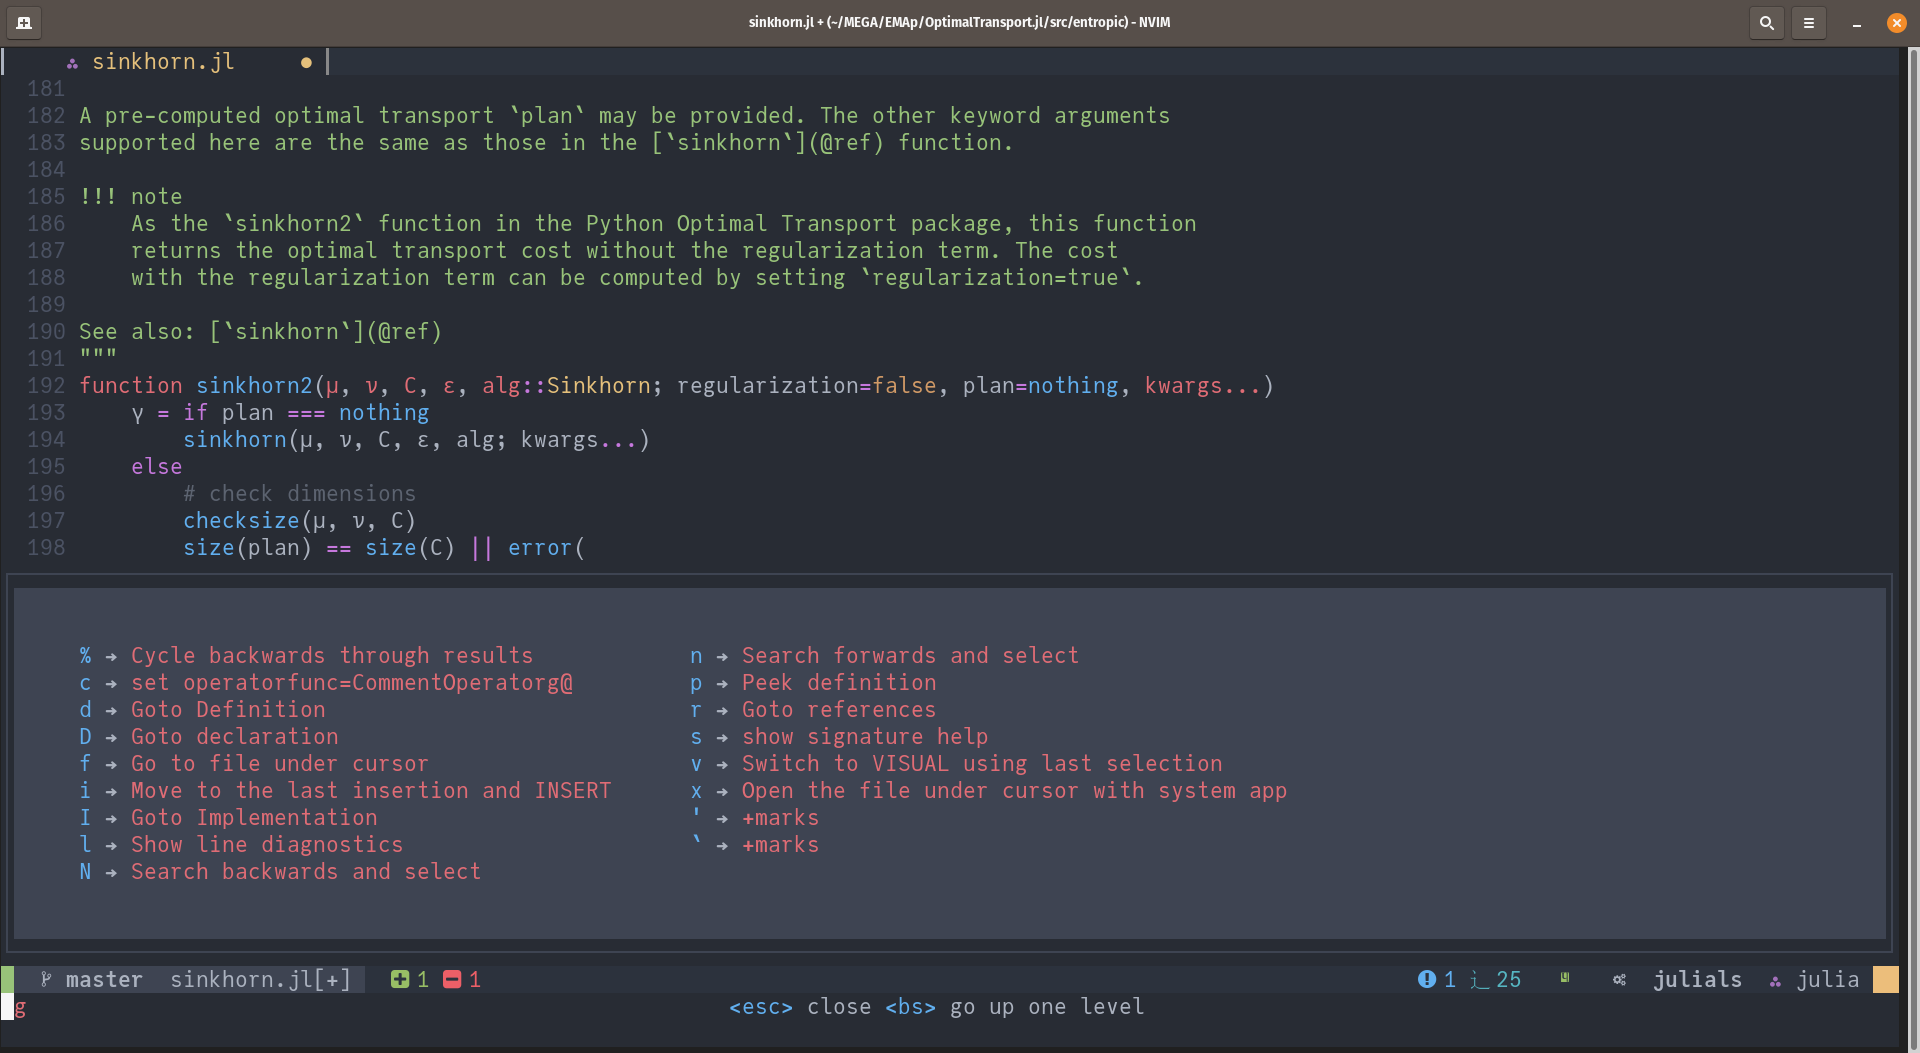 sinkhorn.jl + (~/MEGA/EMAp/OptimalTransport.jl/src/entropic) - NVIM
sinkhorn.jl
181
182 A pre-computed optimal transport `plan` may be provided. The other keyword arguments
183 supported here are the same as those in the [`sinkhorn`](@ref) function.
184
185 !!! note
186     As the `sinkhorn2` function in the Python Optimal Transport package, this function
187     returns the optimal transport cost without the regularization term. The cost
188     with the regularization term can be computed by setting `regularization=true`.
189
190 See also: [`sinkhorn`](@ref)
191 """
192 function sinkhorn2(μ, ν, C, ε, alg::Sinkhorn; regularization=false, plan=nothing, kwargs...)
193     γ = if plan === nothing
194         sinkhorn(μ, ν, C, ε, alg; kwargs...)
195     else
196         # check dimensions
197         checksize(μ, ν, C)
198         size(plan) == size(C) || error(
% → Cycle backwards through results n → Search forwards and select
c → set operatorfunc=CommentOperatorg@ p → Peek definition
d → Goto Definition r → Goto references
D → Goto declaration s → show signature help
f → Go to file under cursor v → Switch to VISUAL using last selection
i → Move to the last insertion and INSERT x → Open the file under cursor with system app
I → Goto Implementation ' → +marks
l → Show line diagnostics ` → +marks
N → Search backwards and select
master sinkhorn.jl[+] 1 1 1 25 julials julia
g <esc> close <bs> go up one level